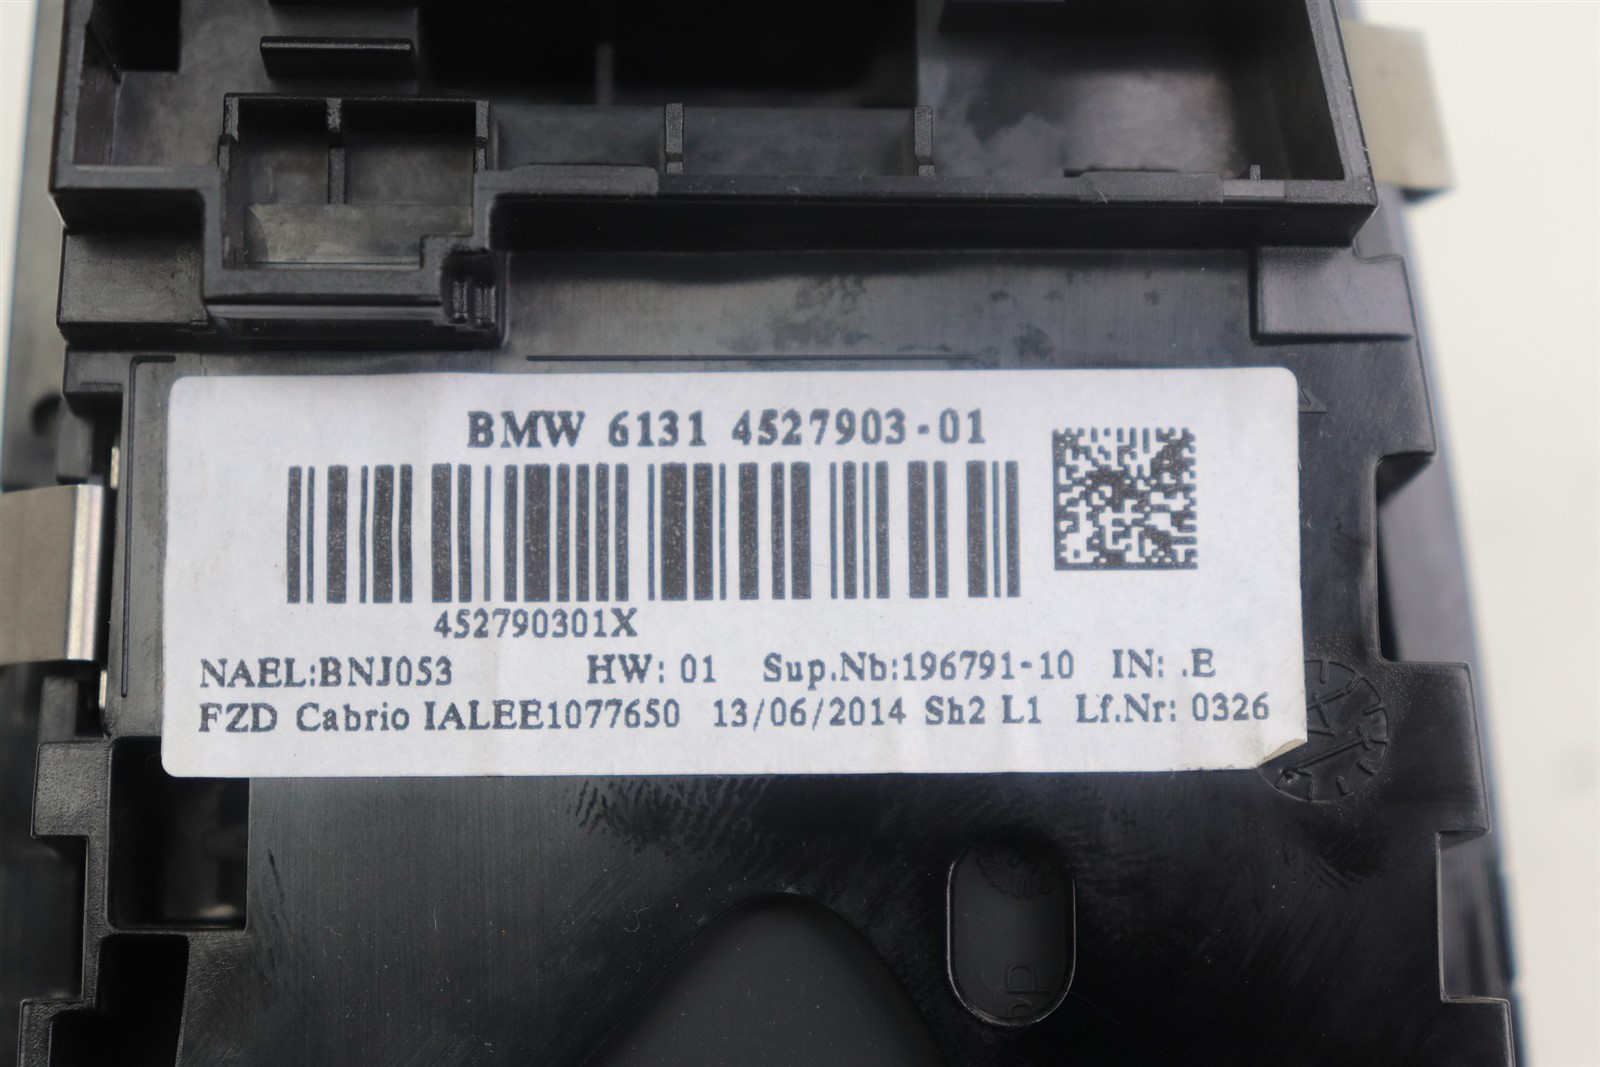 BMW 6131 4527903-01
452790301X
NAEL:BNJ053 HW: 01 Sup.Nb:196791-10 IN: .E
FZD Cabrio IALEE1077650 13/06/2014 Sh2 L1 Lf.Nr: 0326